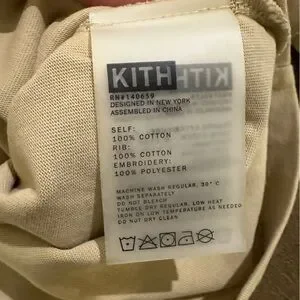 KITH
RN#140659
DESIGNED IN NEW YORK
ASSEMBLED IN CHINA
SELF:
100% COTTON
RIB:
100% COTTON
EMBROIDERY:
100% POLYESTER
MACHINE WASH REGULAR, 30° C
WASH SEPARATELY
DO NOT BLEACH
TUMBLE DRY REGULAR, LOW HEAT
IRON ON LOW TEMPERATURE AS NEEDED
DO NOT DRY CLEAN